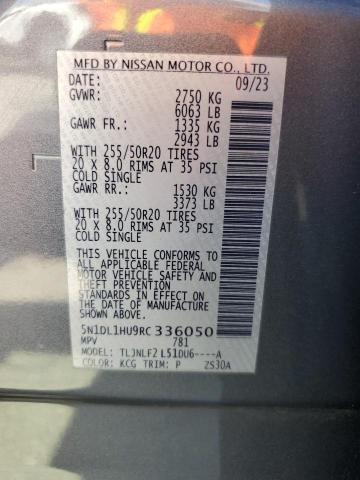 MFD BY NISSAN MOTOR CO., LTD.
DATE: 09/23
GVWR: 2750 KG
6063 LB
GAWR FR.: 1335 KG
2943 LB
WITH 255/50R20 TIRES
20 X 8.0 RIMS AT 35 PSI
COLD SINGLE
GAWR RR.: 1530 KG
3373 LB
WITH 255/50R20 TIRES
20 X 8.0 RIMS AT 35 PSI
COLD SINGLE
THIS VEHICLE CONFORMS TO
ALL APPLICABLE FEDERAL
MOTOR VEHICLE SAFETY
AND THEFT PREVENTION
STANDARDS IN EFFECT ON
THE DATE OF MANUFACTURE
SHOWN ABOVE.
5N1DL1HU9RC336050
MPV 781
MODEL: TLJNLF2 L51DU6----A
COLOR: KCG TRIM: P ZS30A